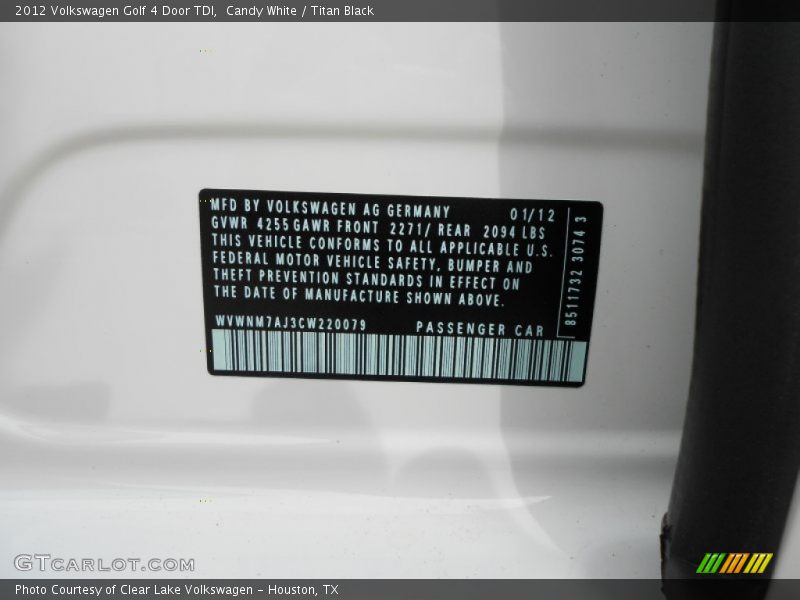 2012 Volkswagen Golf 4 Door TDI, Candy White / Titan Black
MFD BY VOLKSWAGEN AG GERMANY 01/12
GVWR 4255 GAWR FRONT 2271/ REAR 2094 LBS
THIS VEHICLE CONFORMS TO ALL APPLICABLE U.S.
FEDERAL MOTOR VEHICLE SAFETY, BUMPER AND
THEFT PREVENTION STANDARDS IN EFFECT ON
THE DATE OF MANUFACTURE SHOWN ABOVE.
WVWNM7AJ3CW220079 PASSENGER CAR
8511732 3074 3
GTCARLOT.COM
Photo Courtesy of Clear Lake Volkswagen - Houston, TX